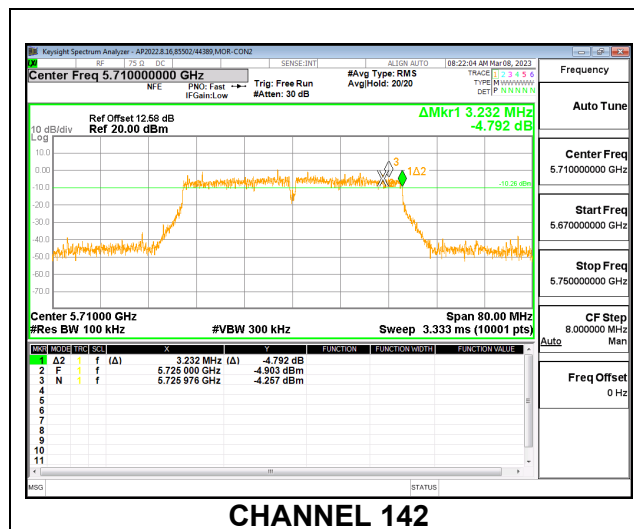 Keysight Spectrum Analyzer - AP2022.8.16,85502/44389,MOR-CON2
RF 75 Ω DC SENSE:INT ALIGN AUTO 08:22:04 AM Mar 08, 2023
Center Freq 5.710000000 GHz
NFE PNO: Fast IFGain:Low
Trig: Free Run #Atten: 30 dB
#Avg Type: RMS Avg|Hold: 20/20
TRACE 1 2 3 4 5 6
TYPE M WWWWW
DET P N N N N N
Frequency
Auto Tune
Center Freq
5.710000000 GHz
Start Freq
5.670000000 GHz
Stop Freq
5.750000000 GHz
CF Step
8.000000 MHz
Auto Man
Freq Offset
0 Hz
Ref Offset 12.58 dB
10 dB/div Ref 20.00 dBm
Log
ΔMkr1 3.232 MHz
-4.792 dB
10.0
0.00
-10.0
-20.0
-30.0
-40.0
-50.0
-60.0
-70.0
3
1Δ2
-10.26 dBm
Center 5.71000 GHz Span 80.00 MHz
#Res BW 100 kHz #VBW 300 kHz Sweep 3.333 ms (10001 pts)
MKR MODE TRC SCL X Y FUNCTION FUNCTION WIDTH FUNCTION VALUE
1 Δ2 1 f (Δ) 3.232 MHz (Δ) -4.792 dB
2 F 1 f 5.725 000 GHz -4.903 dBm
3 N 1 f 5.725 976 GHz -4.257 dBm
4
5
6
7
8
9
10
11
MSG STATUS
CHANNEL 142